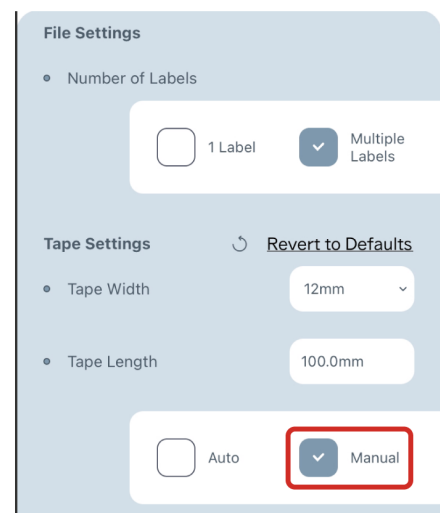 File Settings
Number of Labels
1 Label
Multiple
Labels
Tape Settings
Revert to Defaults
Tape Width
12mm
Tape Length
100.0mm
Auto
Manual